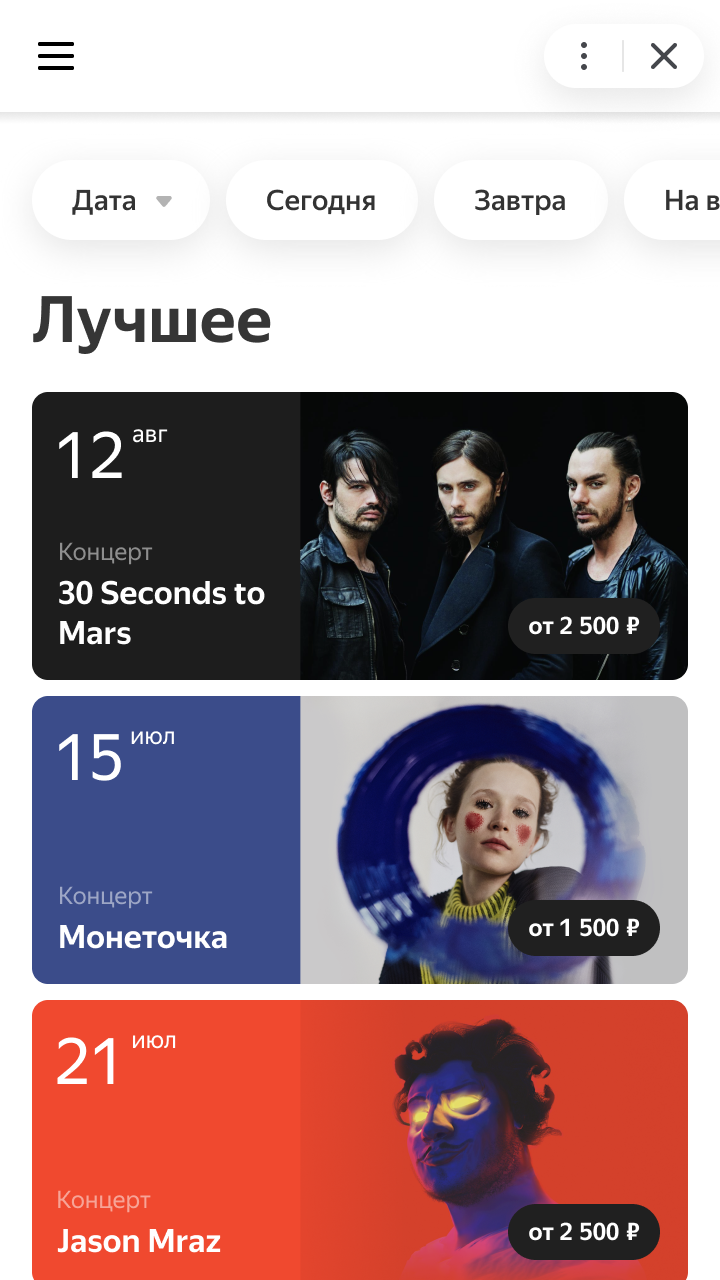 Дата
Сегодня
Завтра
На в
Лучшее
12 авг
Концерт
30 Seconds to
Mars
от 2 500 ₽
15 июл
Концерт
Монеточка
от 1 500 ₽
21 июл
Концерт
Jason Mraz
от 2 500 ₽